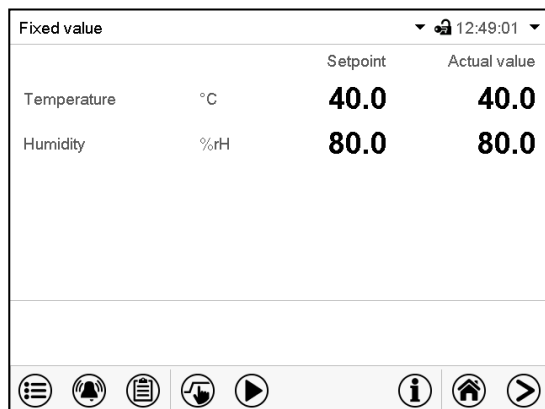 Fixed value 12:49:01
Setpoint Actual value
Temperature °C 40.0 40.0
Humidity %rH 80.0 80.0